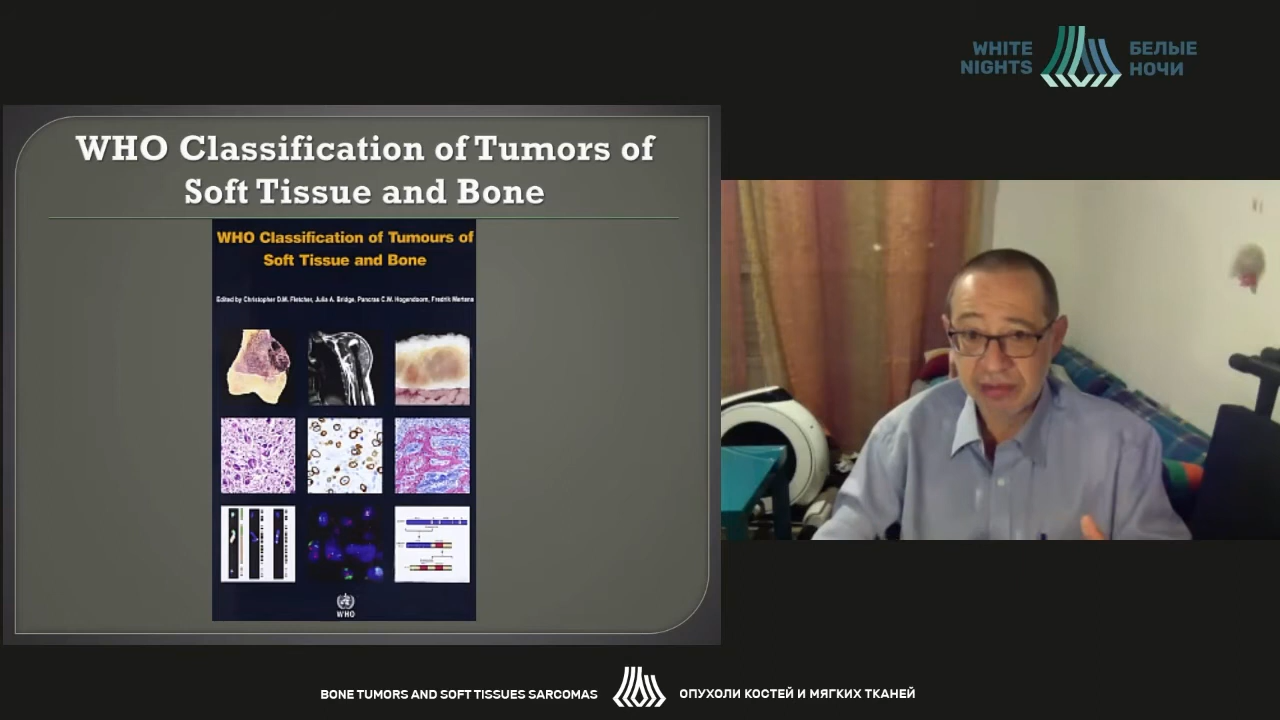 WHITE
NIGHTS
БЕЛЫЕ
НОЧИ
WHO Classification of Tumors of
Soft Tissue and Bone
WHO Classification of Tumours of
Soft Tissue and Bone
Edited by Christopher D.M. Fletcher, Julia A. Bridge, Pancras C.W. Hogendoorn, Fredrik Mertens
WHO
BONE TUMORS AND SOFT TISSUES SARCOMAS
ОПУХОЛИ КОСТЕЙ И МЯГКИХ ТКАНЕЙ